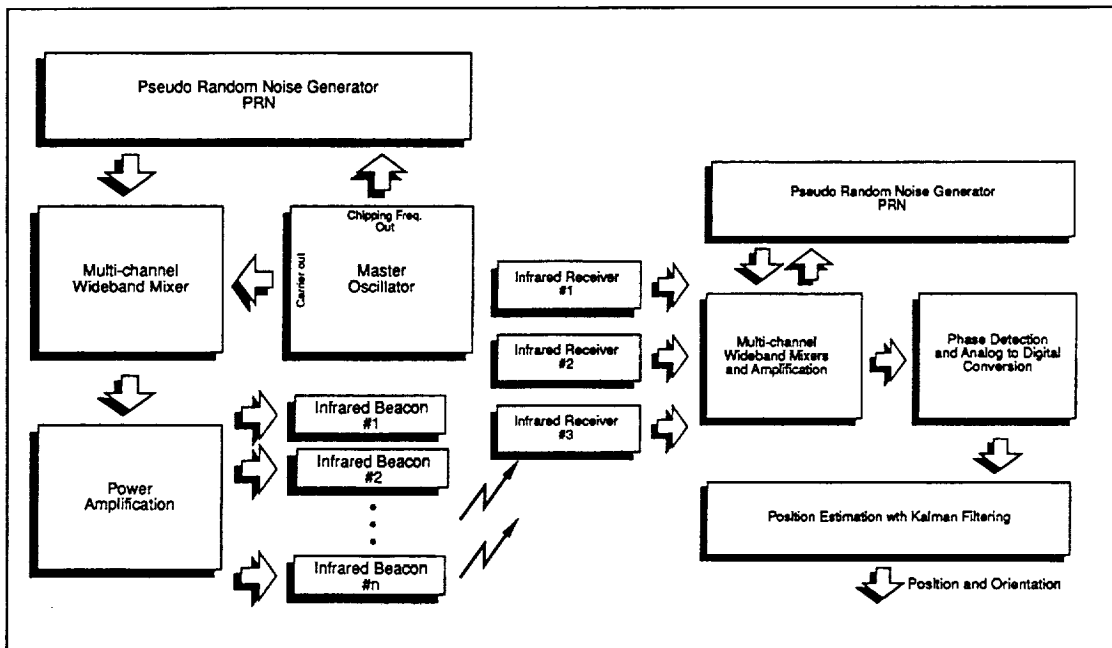 Pseudo Random Noise Generator
PRN
Multi-channel
Wideband Mixer
Carrier out
Chipping Freq.
Out
Master
Oscillator
Power
Amplification
Infrared Beacon
#1
Infrared Beacon
#2
Infrared Beacon
#n
Infrared Receiver
#1
Infrared Receiver
#2
Infrared Receiver
#3
Pseudo Random Noise Generator
PRN
Multi-channel
Wideband Mixers
and Amplification
Phase Detection
and Analog to Digital
Conversion
Position Estimation wth Kalman Filtering
Position and Orientation